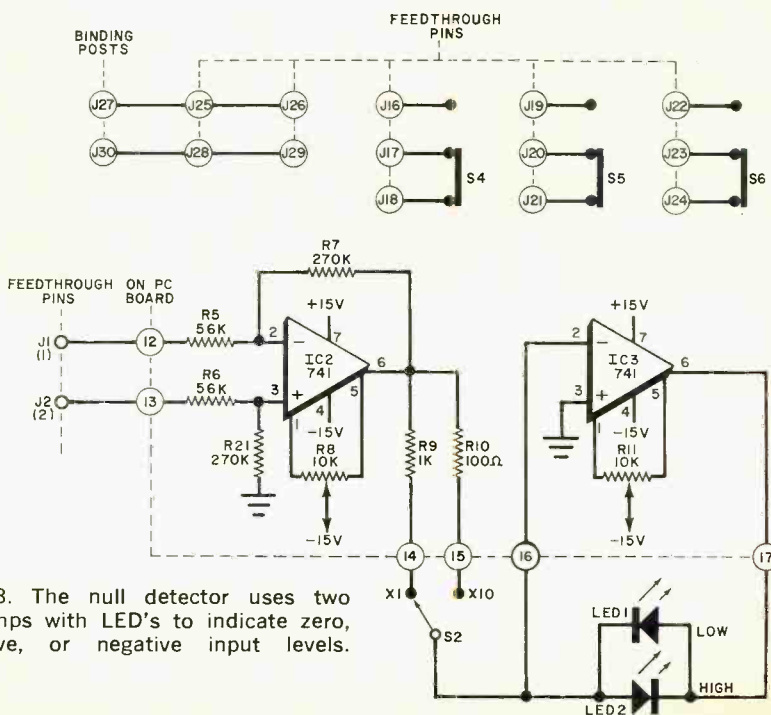 FEEDTHROUGH
PINS
BINDING
POSTS
J27 J25 J26 J16 J19 J22
J30 J28 J29 J17 J20 J23
S4 S5 S6
J18 J21 J24
R7
270K
FEEDTHROUGH
PINS
ON PC
BOARD
+15V +15V
R5
56K
J1
(1)
12
2 − 7
IC2
741
6
R6
56K
J2
(2)
13
3 + 4 5
1 −15V
R21
270K
R8
10K
−15V
R9
1K
R10
100Ω
2 − 7
IC3
741
6
3 + 4 5
1 −15V
R11
10K
−15V
14 15 16 17
X1 X10
S2
LED1
LOW
HIGH
LED2
3. The null detector uses two
mps with LED's to indicate zero,
ve, or negative input levels.